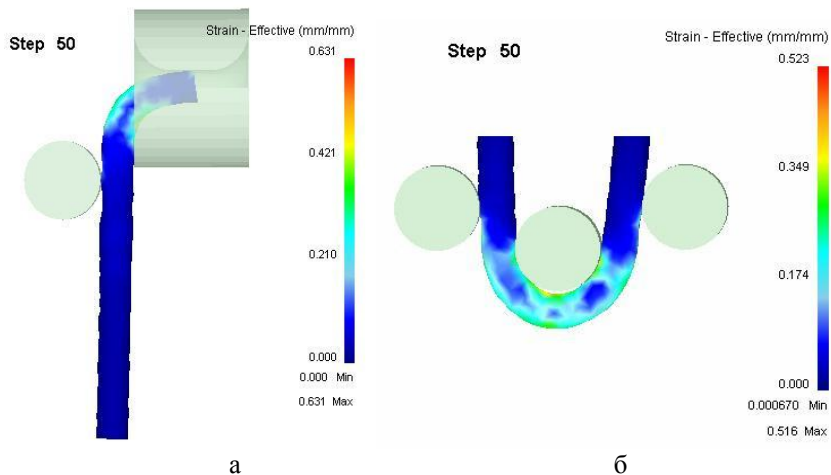 Step 50
Strain - Effective (mm/mm)
0.631
0.421
0.210
0.000
0.000 Min
0.631 Max
а
Step 50
Strain - Effective (mm/mm)
0.523
0.349
0.174
0.000
0.000670 Min
0.516 Max
б